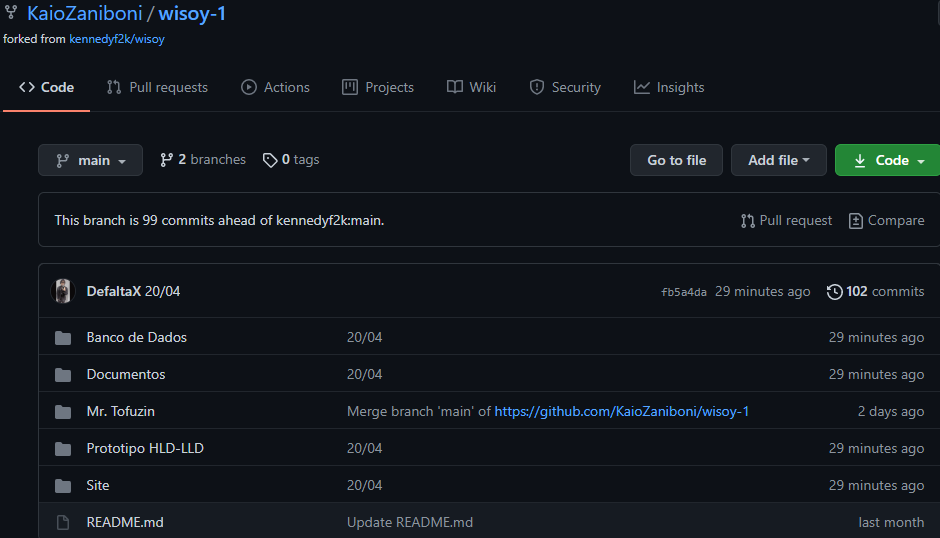 KaioZaniboni / wisoy-1
forked from kennedyf2k/wisoy
Code Pull requests Actions Projects Wiki Security Insights
main 2 branches 0 tags Go to file Add file Code
This branch is 99 commits ahead of kennedyf2k:main. Pull request Compare
DefaltaX 20/04 fb5a4da 29 minutes ago 102 commits
Banco de Dados 20/04 29 minutes ago
Documentos 20/04 29 minutes ago
Mr. Tofuzin Merge branch 'main' of https://github.com/KaioZaniboni/wisoy-1 2 days ago
Prototipo HLD-LLD 20/04 29 minutes ago
Site 20/04 29 minutes ago
README.md Update README.md last month